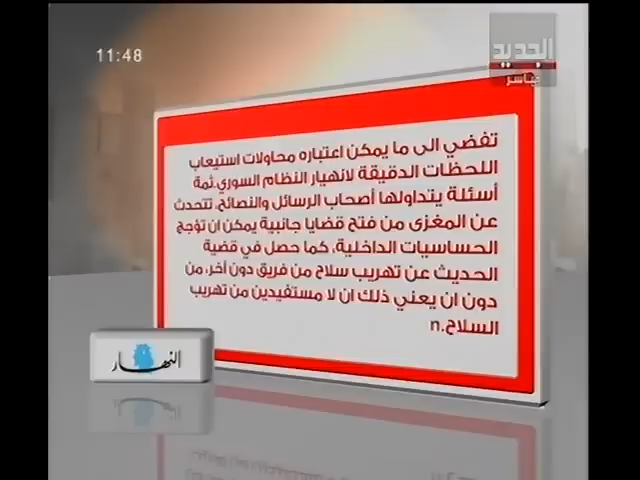 11:48
الجديد
مباشر
تفضي الى ما يمكن اعتباره محاولات استيعاب
اللحظات الدقيقة لانهيار النظام السوري.ثمة
أسئلة يتداولها أصحاب الرسائل والنصائح، تتحدث
عن المغزى من فتح قضايا جانبية يمكن ان تؤجج
الحساسيات الداخلية، كما حصل في قضية
الحديث عن تهريب سلاح من فريق دون أخر، من
دون ان يعني ذلك ان لا مستفيدين من تهريب
السلاح.n
النهار